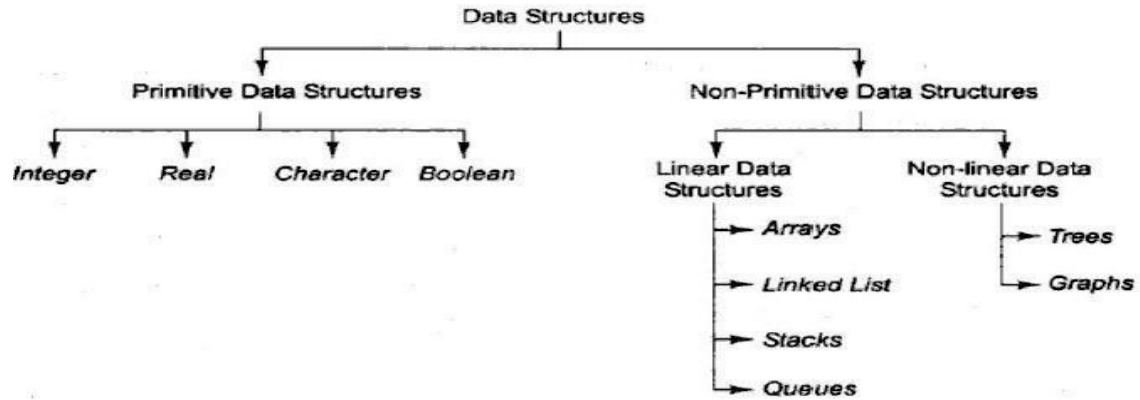 Data Structures
Primitive Data Structures
Non-Primitive Data Structures
Integer
Real
Character
Boolean
Linear Data
Structures
Non-linear Data
Structures
Arrays
Linked List
Stacks
Queues
Trees
Graphs